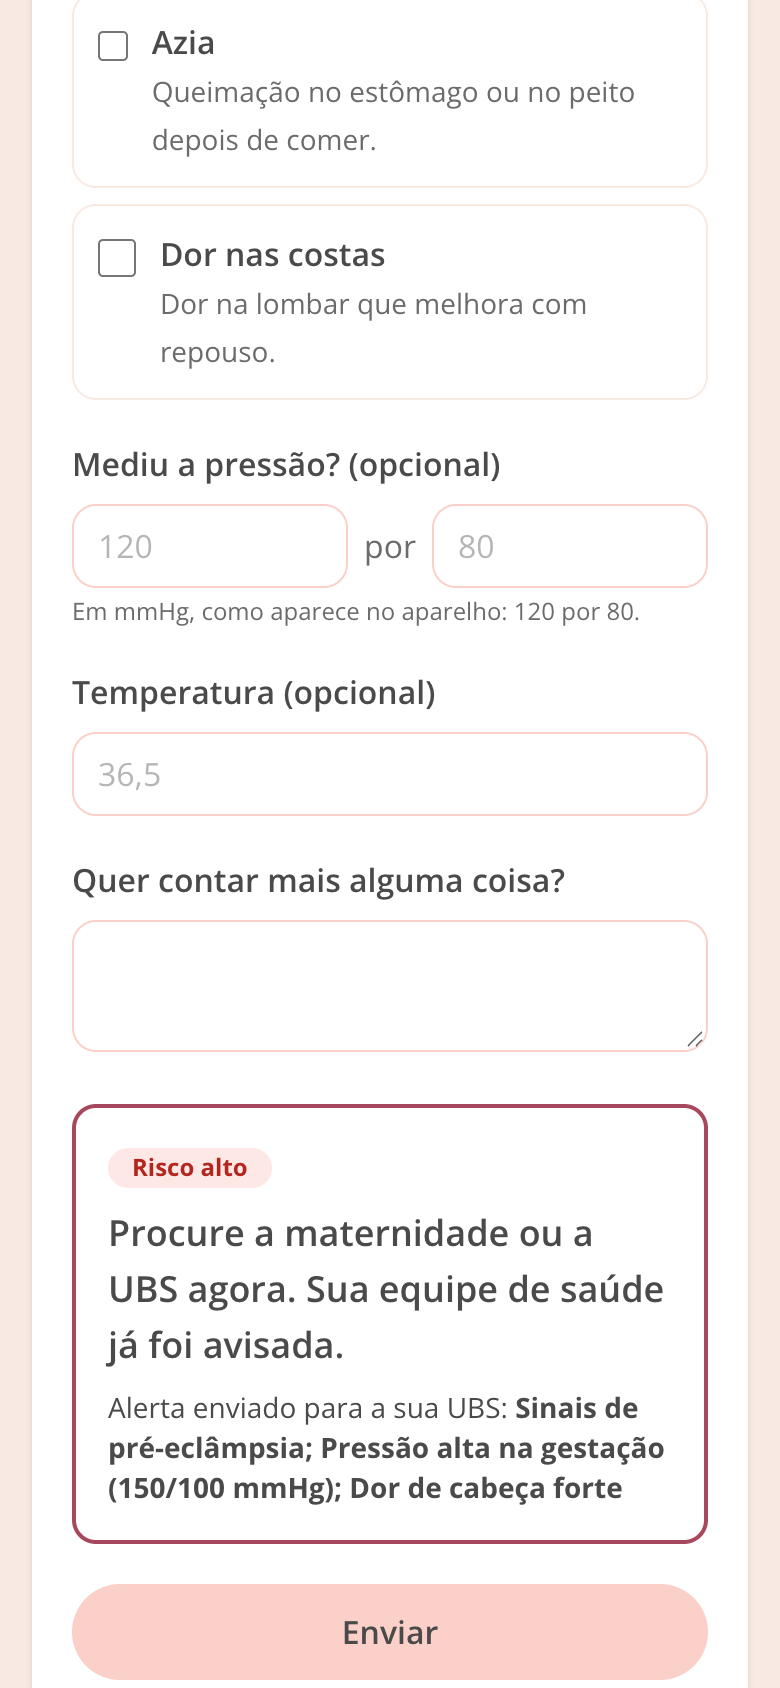 Azia
Queimação no estômago ou no peito
depois de comer.
Dor nas costas
Dor na lombar que melhora com
repouso.
Mediu a pressão? (opcional)
120 por 80
Em mmHg, como aparece no aparelho: 120 por 80.
Temperatura (opcional)
36,5
Quer contar mais alguma coisa?
Risco alto
Procure a maternidade ou a
UBS agora. Sua equipe de saúde
já foi avisada.
Alerta enviado para a sua UBS: Sinais de
pré-eclâmpsia; Pressão alta na gestação
(150/100 mmHg); Dor de cabeça forte
Enviar